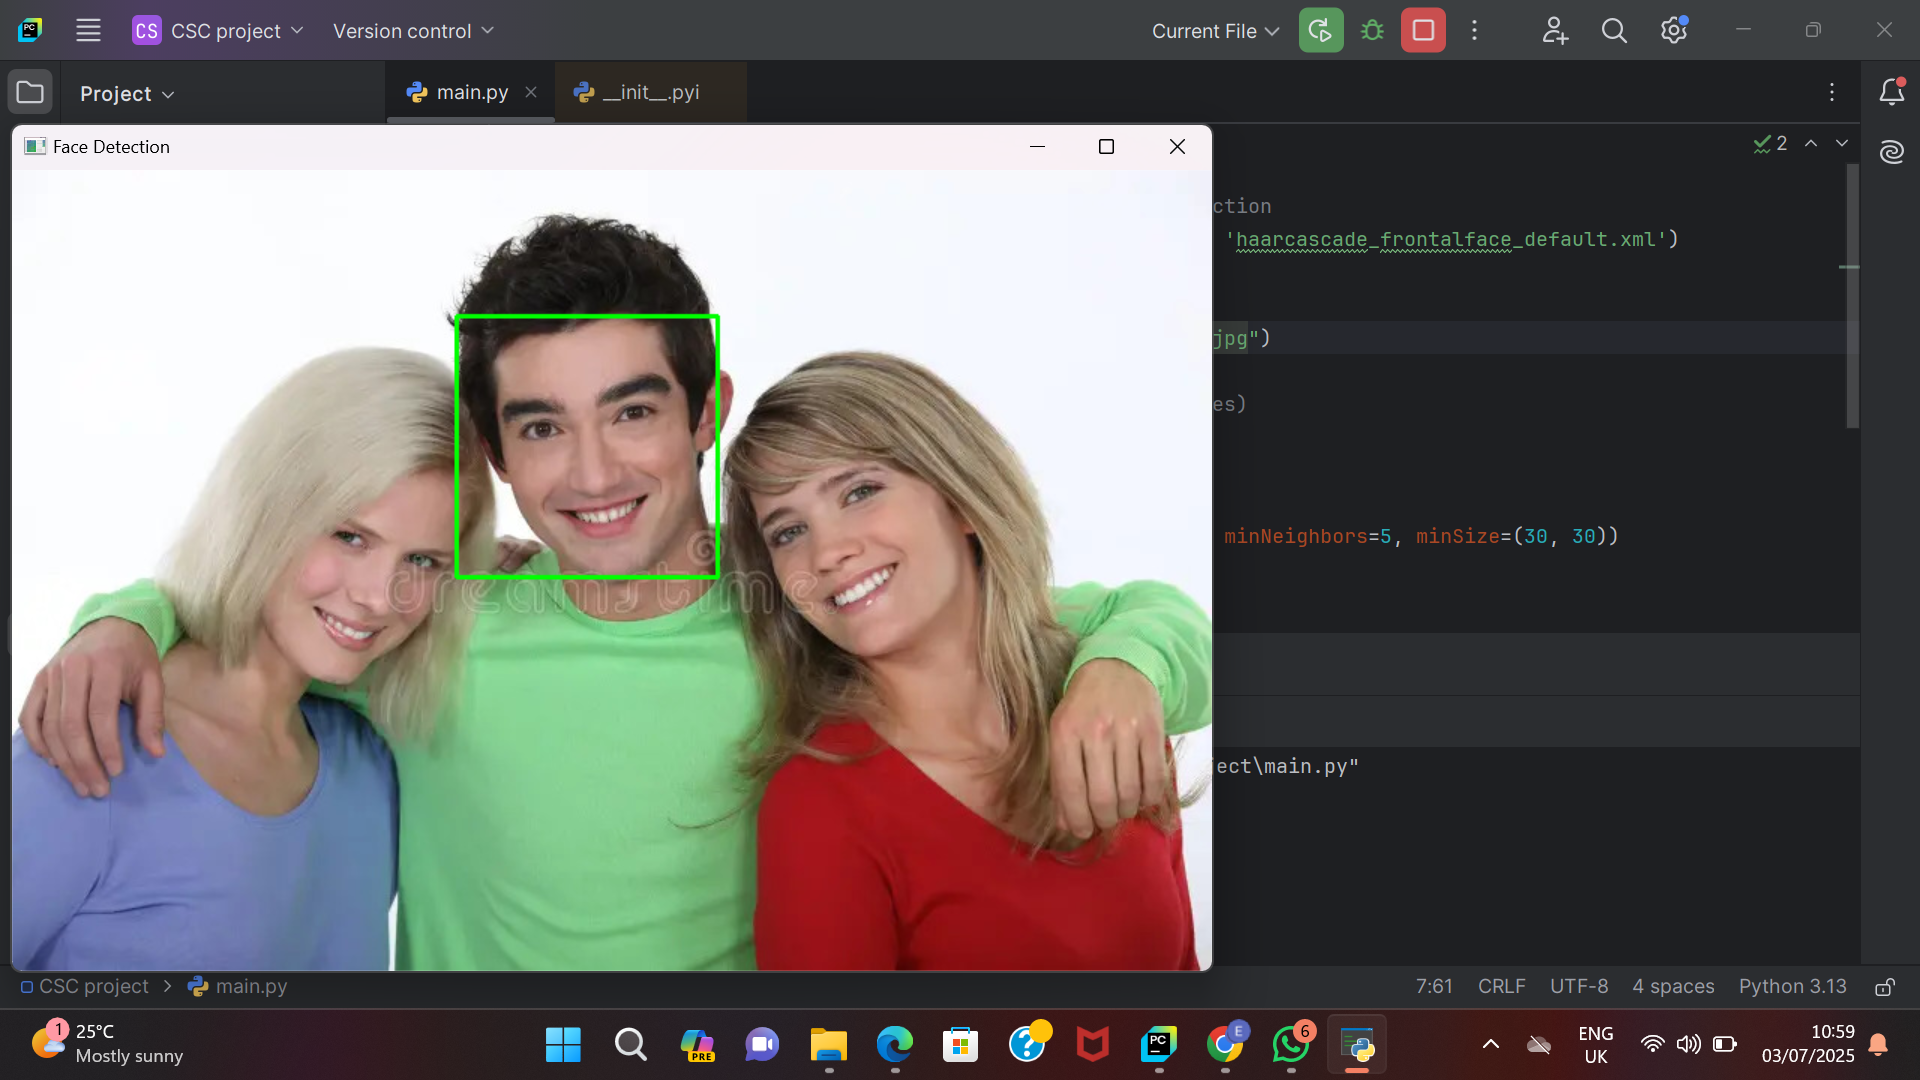 PC
CS CSC project
Version control
Current File
Project
main.py
__init__.pyi
Face Detection
2
ction
'haarcascade_frontalface_default.xml')
jpg")
es)
minNeighbors=5, minSize=(30, 30))
ect\main.py"
dreamstime
CSC project
main.py
7:61 CRLF UTF-8 4 spaces Python 3.13
1
25°C
Mostly sunny
PRE
?
PC
E
6
ENG
UK
10:59
03/07/2025